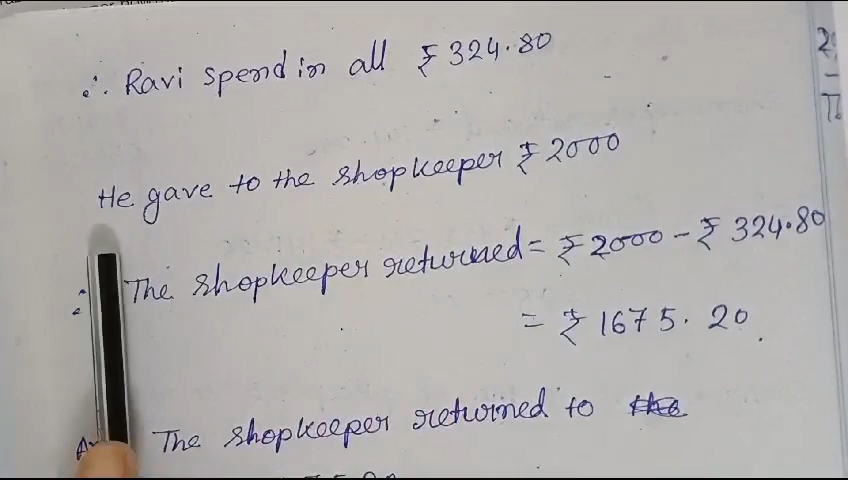 ∴ Ravi spend in all ₹ 324.80
He gave to the shopkeeper ₹ 2000
∴ The shopkeeper returned = ₹ 2000 - ₹ 324.80
= ₹ 1675.20.
The shopkeeper returned to